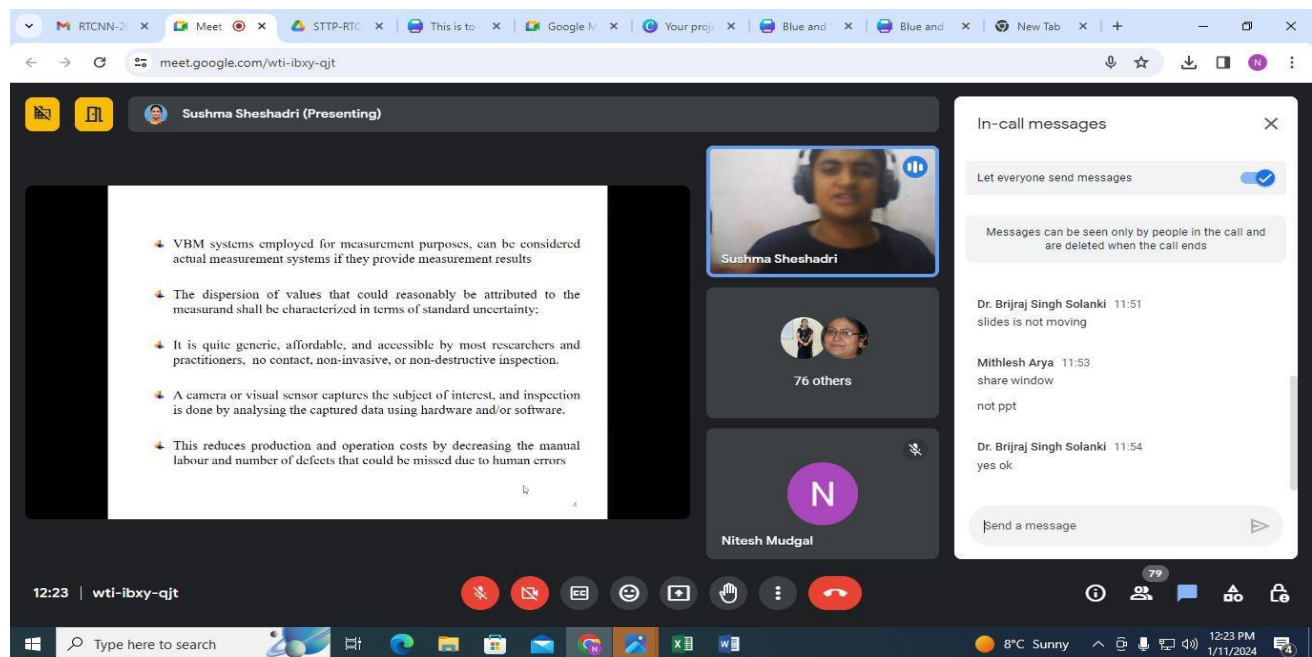 RTCNN-2
Meet
STTP-RTC
This is to
Google M
Your proje
Blue and
Blue and
New Tab
meet.google.com/wti-ibxy-qjt
N
Sushma Sheshadri (Presenting)
VBM systems employed for measurement purposes, can be considered
actual measurement systems if they provide measurement results
The dispersion of values that could reasonably be attributed to the
measurand shall be characterized in terms of standard uncertainty;
It is quite generic, affordable, and accessible by most researchers and
practitioners, no contact, non-invasive, or non-destructive inspection.
A camera or visual sensor captures the subject of interest, and inspection
is done by analysing the captured data using hardware and/or software.
This reduces production and operation costs by decreasing the manual
labour and number of defects that could be missed due to human errors
4
Sushma Sheshadri
76 others
N
Nitesh Mudgal
In-call messages
Let everyone send messages
Messages can be seen only by people in the call and
are deleted when the call ends
Dr. Brijraj Singh Solanki 11:51
slides is not moving
Mithlesh Arya 11:53
share window
not ppt
Dr. Brijraj Singh Solanki 11:54
yes ok
Send a message
12:23 | wti-ibxy-qjt
CC
79
Type here to search
8°C Sunny
12:23 PM
1/11/2024
4